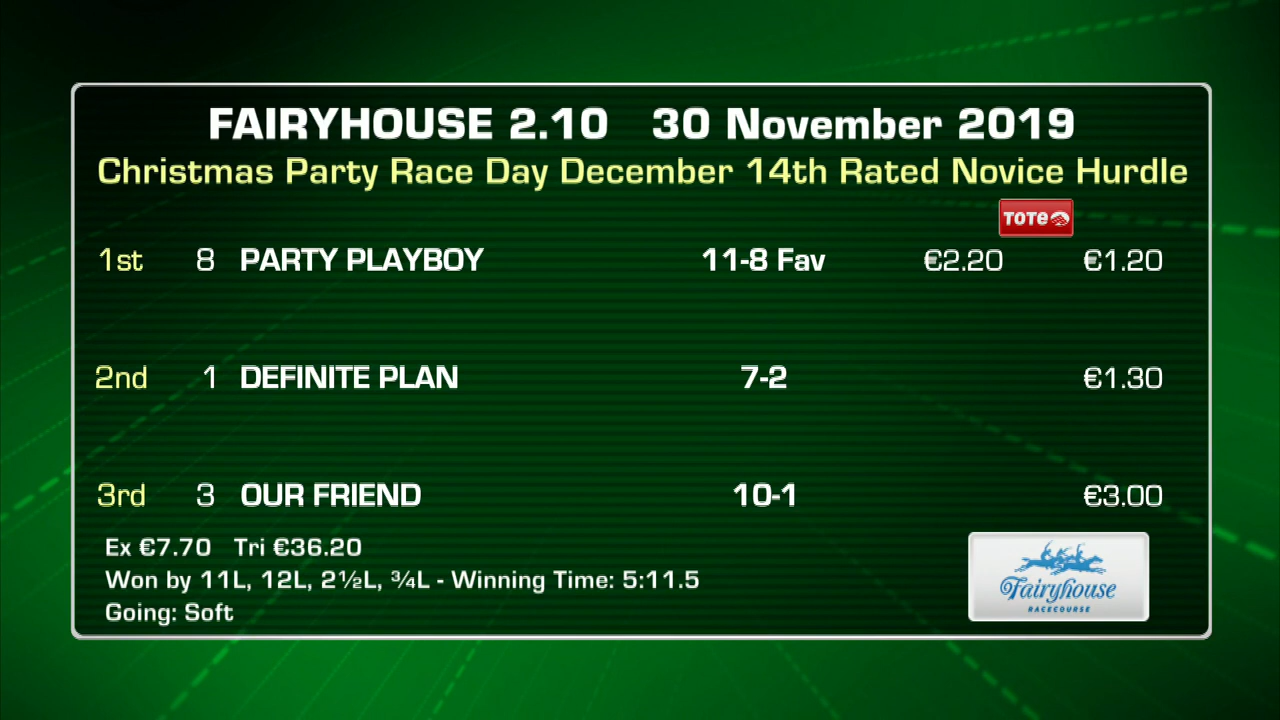 FAIRYHOUSE 2.10 30 November 2019
Christmas Party Race Day December 14th Rated Novice Hurdle
TOTE
1st 8 PARTY PLAYBOY 11-8 Fav €2.20 €1.20
2nd 1 DEFINITE PLAN 7-2 €1.30
3rd 3 OUR FRIEND 10-1 €3.00
Ex €7.70 Tri €36.20
Won by 11L, 12L, 2½L, ¾L - Winning Time: 5:11.5
Going: Soft
Fairyhouse
RACECOURSE